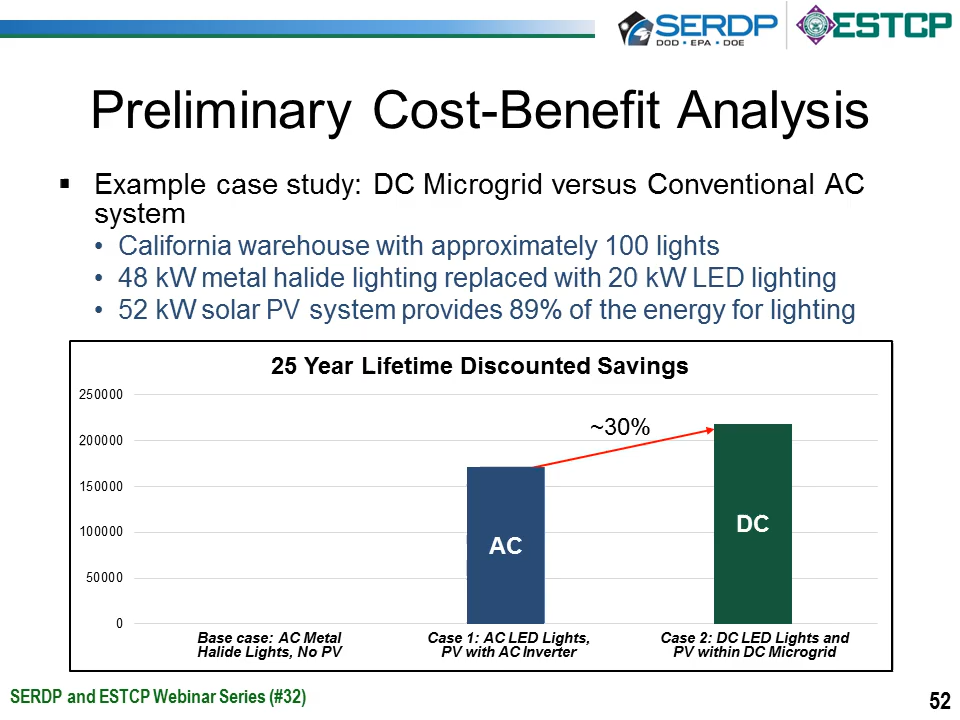 SERDP
DOD • EPA • DOE
ESTCP
Preliminary Cost-Benefit Analysis
▪ Example case study: DC Microgrid versus Conventional AC
system
• California warehouse with approximately 100 lights
• 48 kW metal halide lighting replaced with 20 kW LED lighting
• 52 kW solar PV system provides 89% of the energy for lighting
25 Year Lifetime Discounted Savings
250000
200000
150000
100000
50000
0
~30%
AC
DC
Base case: AC Metal
Halide Lights, No PV
Case 1: AC LED Lights,
PV with AC Inverter
Case 2: DC LED Lights and
PV within DC Microgrid
SERDP and ESTCP Webinar Series (#32)
52